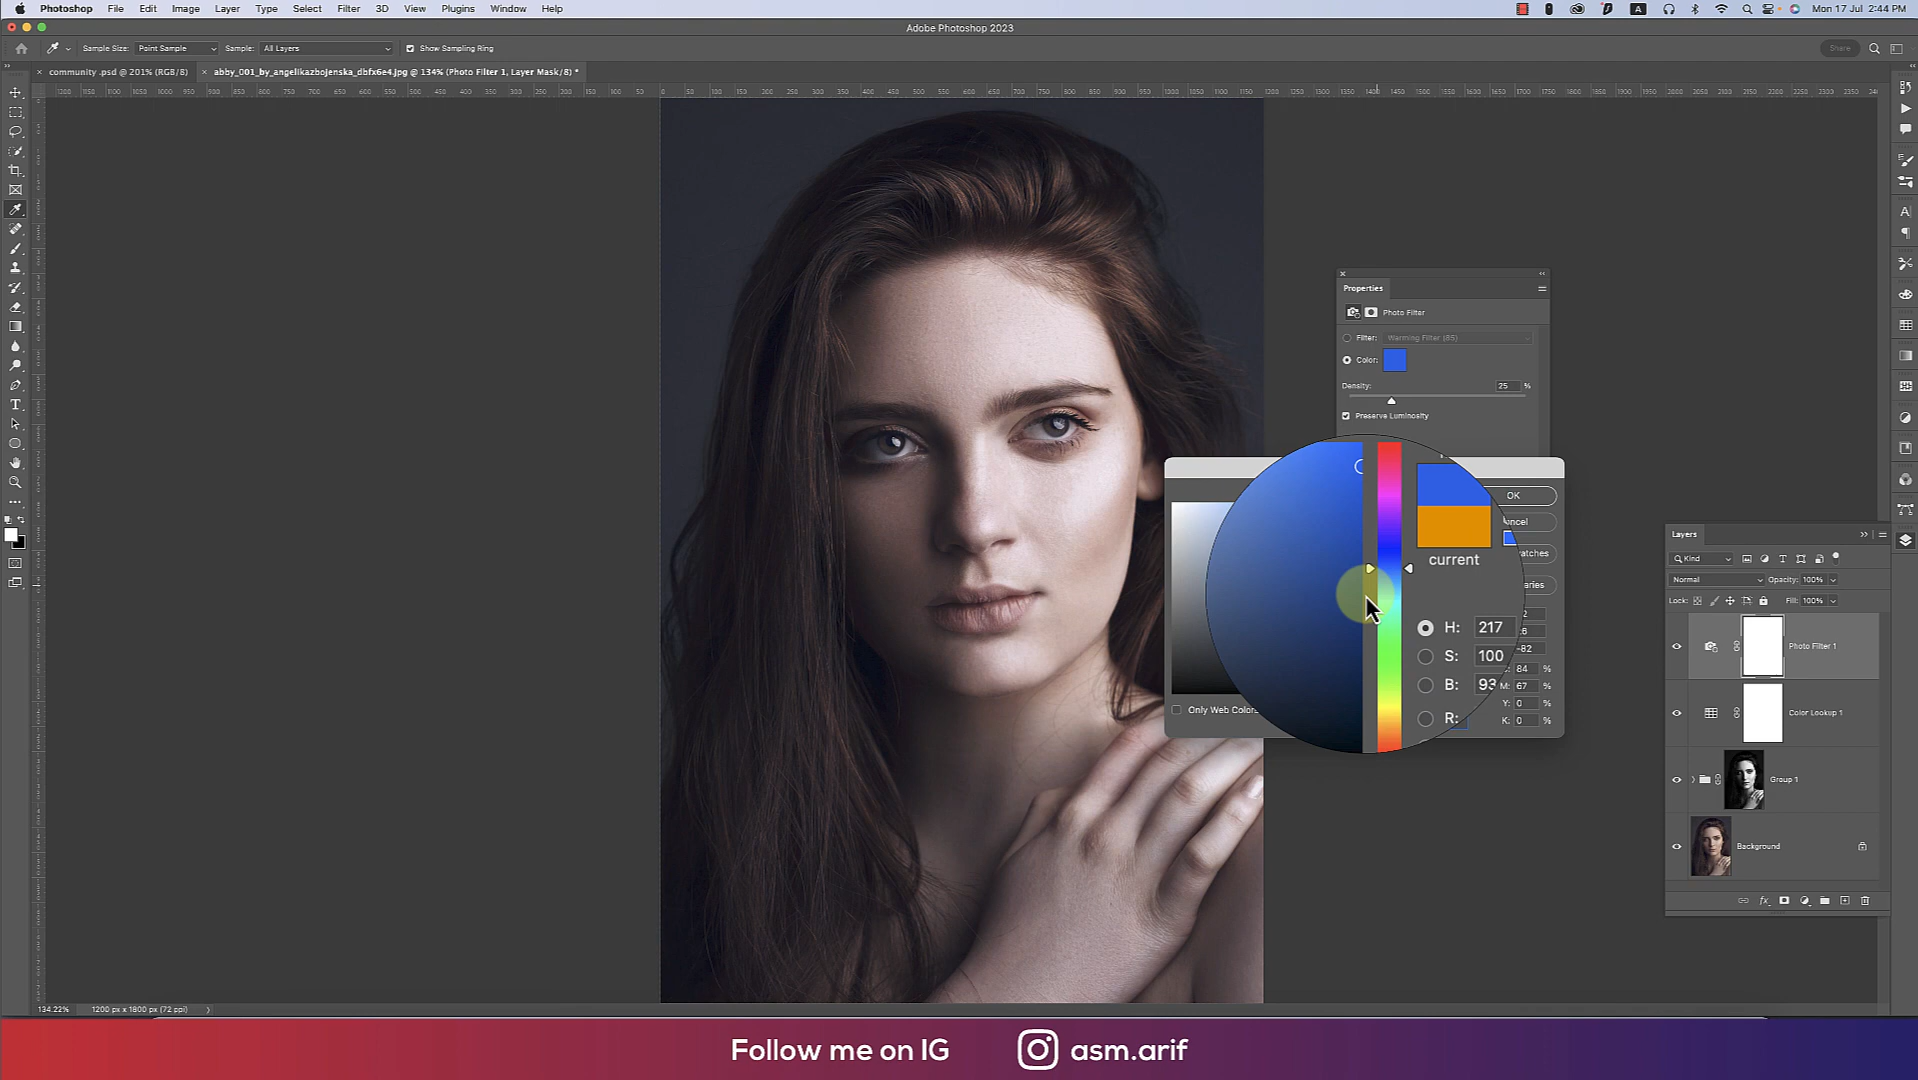 Photoshop File Edit Image Layer Type Select Filter 3D View Plugins Window Help
A Mon 17 Jul 2:44 PM
Adobe Photoshop 2023
Sample Size: Point Sample Sample: All Layers Show Sampling Ring Share
community .psd @ 201% (RGB/8) abby_001_by_angelikazbojenska_dbfx6e4.jpg @ 134% (Photo Filter 1, Layer Mask/8) *
Properties
Photo Filter
Filter: Warming Filter (85)
Color:
Density: 25 %
Preserve Luminosity
OK
ancel
current
H: 217
S: 100
B: 93
R:
-82
84 %
M: 67 %
Y: 0 %
K: 0 %
Only Web Colors
Layers
Kind
Normal Opacity: 100%
Lock: Fill: 100%
Photo Filter 1
Color Lookup 1
Group 1
Background
fx
134.22% 1200 px x 1800 px (72 ppi)
Follow me on IG asm.arif